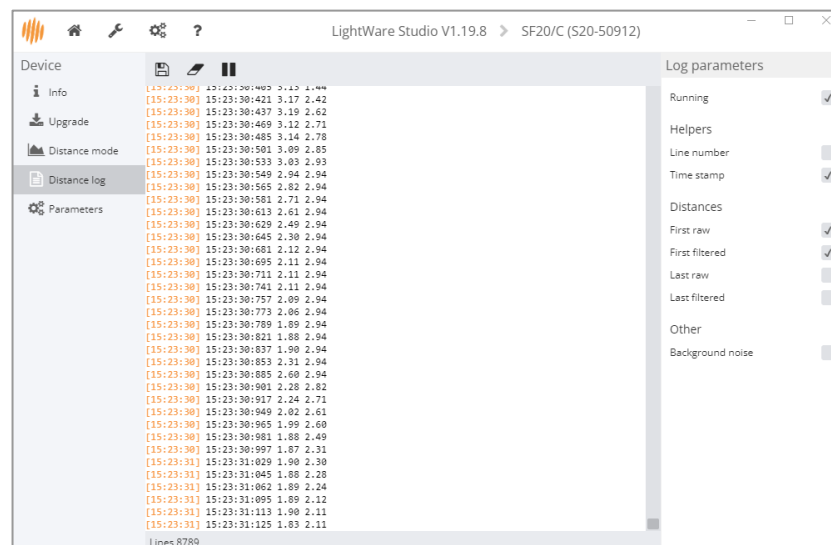 ?
LightWare Studio V1.19.8 > SF20/C (S20-50912)
Device
Info
Upgrade
Distance mode
Distance log
Parameters
[15:23:30] 15:23:30:405 3.13 1.44
[15:23:30] 15:23:30:421 3.17 2.42
[15:23:30] 15:23:30:437 3.19 2.62
[15:23:30] 15:23:30:469 3.12 2.71
[15:23:30] 15:23:30:485 3.14 2.78
[15:23:30] 15:23:30:501 3.09 2.85
[15:23:30] 15:23:30:533 3.03 2.93
[15:23:30] 15:23:30:549 2.94 2.94
[15:23:30] 15:23:30:565 2.82 2.94
[15:23:30] 15:23:30:581 2.71 2.94
[15:23:30] 15:23:30:613 2.61 2.94
[15:23:30] 15:23:30:629 2.49 2.94
[15:23:30] 15:23:30:645 2.30 2.94
[15:23:30] 15:23:30:681 2.12 2.94
[15:23:30] 15:23:30:695 2.11 2.94
[15:23:30] 15:23:30:711 2.11 2.94
[15:23:30] 15:23:30:741 2.11 2.94
[15:23:30] 15:23:30:757 2.09 2.94
[15:23:30] 15:23:30:773 2.06 2.94
[15:23:30] 15:23:30:789 1.89 2.94
[15:23:30] 15:23:30:821 1.88 2.94
[15:23:30] 15:23:30:837 1.90 2.94
[15:23:30] 15:23:30:853 2.31 2.94
[15:23:30] 15:23:30:885 2.60 2.94
[15:23:30] 15:23:30:901 2.28 2.82
[15:23:30] 15:23:30:917 2.24 2.71
[15:23:30] 15:23:30:949 2.02 2.61
[15:23:30] 15:23:30:965 1.99 2.60
[15:23:30] 15:23:30:981 1.88 2.49
[15:23:30] 15:23:30:997 1.87 2.31
[15:23:31] 15:23:31:029 1.90 2.30
[15:23:31] 15:23:31:045 1.88 2.28
[15:23:31] 15:23:31:062 1.89 2.24
[15:23:31] 15:23:31:095 1.89 2.12
[15:23:31] 15:23:31:113 1.90 2.11
[15:23:31] 15:23:31:125 1.83 2.11
Lines 8789
Log parameters
Running
Helpers
Line number
Time stamp
Distances
First raw
First filtered
Last raw
Last filtered
Other
Background noise